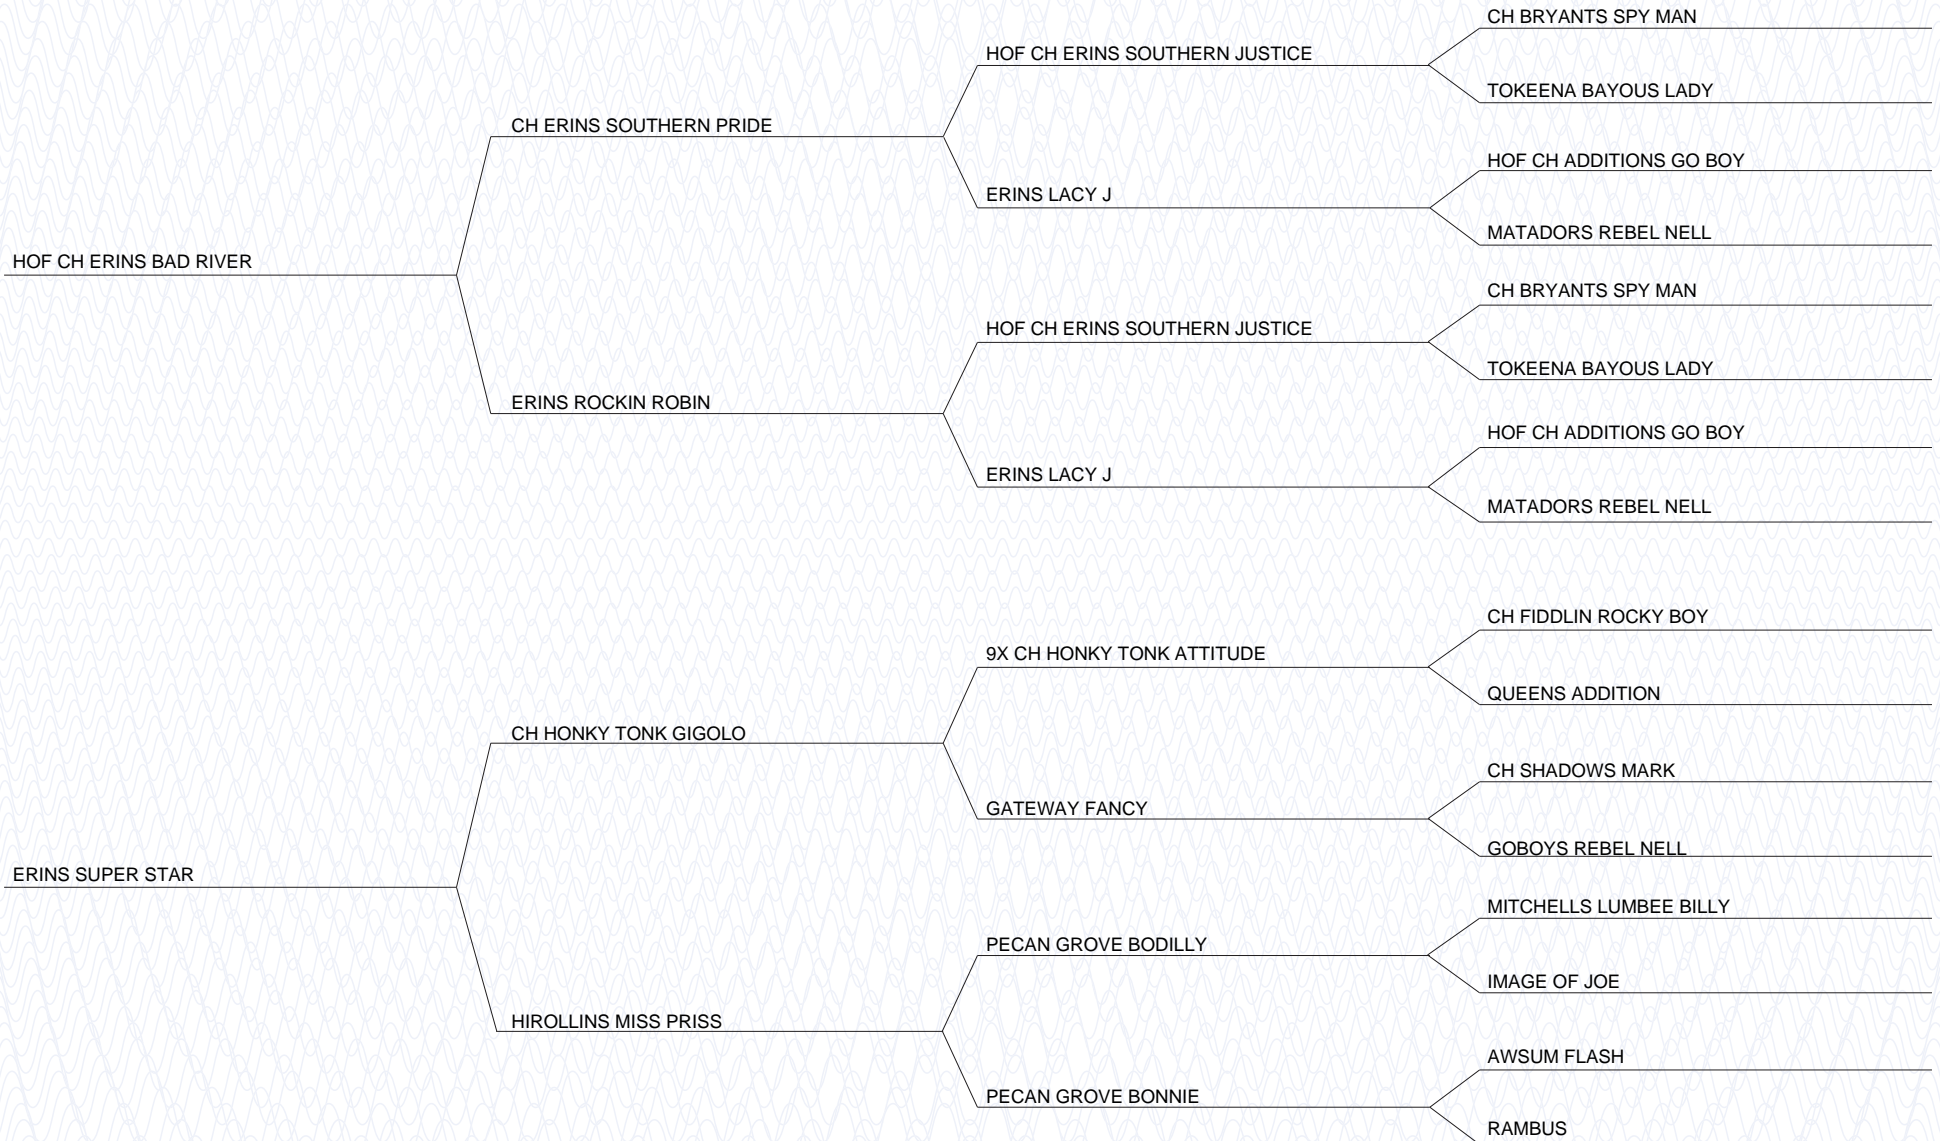 CH BRYANTS SPY MAN
HOF CH ERINS SOUTHERN JUSTICE
TOKEENA BAYOUS LADY
CH ERINS SOUTHERN PRIDE
HOF CH ADDITIONS GO BOY
ERINS LACY J
MATADORS REBEL NELL
HOF CH ERINS BAD RIVER
CH BRYANTS SPY MAN
HOF CH ERINS SOUTHERN JUSTICE
TOKEENA BAYOUS LADY
ERINS ROCKIN ROBIN
HOF CH ADDITIONS GO BOY
ERINS LACY J
MATADORS REBEL NELL
CH FIDDLIN ROCKY BOY
9X CH HONKY TONK ATTITUDE
QUEENS ADDITION
CH HONKY TONK GIGOLO
CH SHADOWS MARK
GATEWAY FANCY
GOBOYS REBEL NELL
ERINS SUPER STAR
MITCHELLS LUMBEE BILLY
PECAN GROVE BODILLY
IMAGE OF JOE
HIROLLINS MISS PRISS
AWSUM FLASH
PECAN GROVE BONNIE
RAMBUS